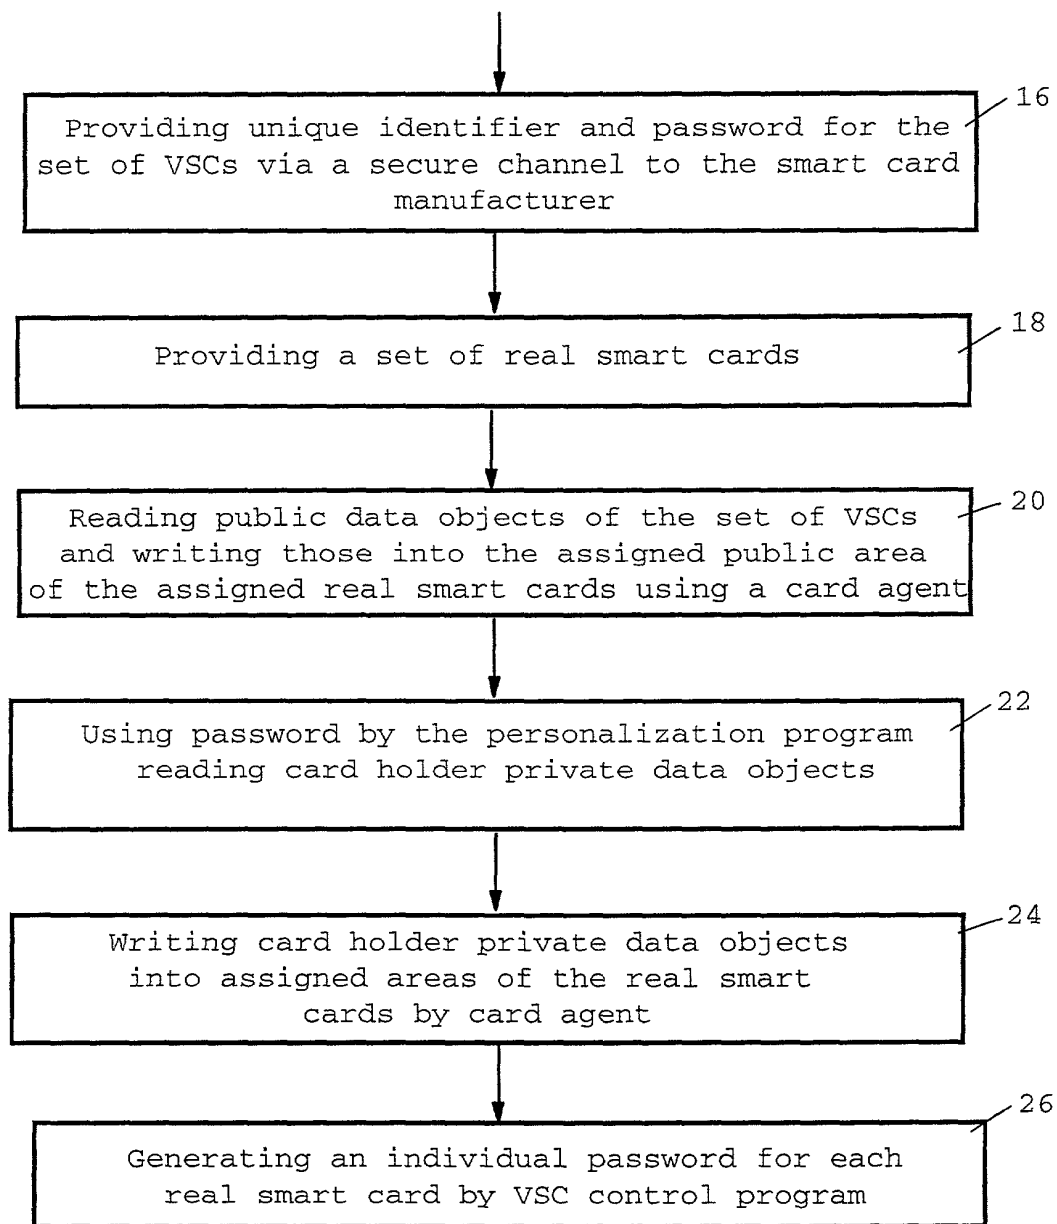 16
Providing unique identifier and password for the
set of VSCs via a secure channel to the smart card
manufacturer
18
Providing a set of real smart cards
20
Reading public data objects of the set of VSCs
and writing those into the assigned public area
of the assigned real smart cards using a card agent
22
Using password by the personalization program
reading card holder private data objects
24
Writing card holder private data objects
into assigned areas of the real smart
cards by card agent
26
Generating an individual password for each
real smart card by VSC control program